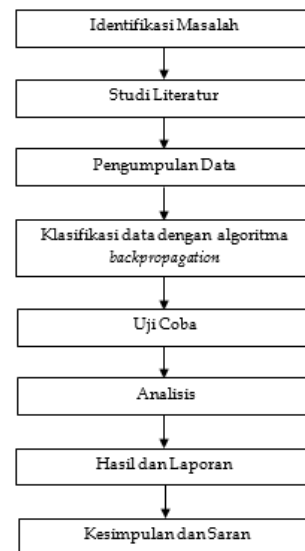 Identifikasi Masalah
Studi Literatur
Pengumpulan Data
Klasifikasi data dengan algoritma
backpropagation
Uji Coba
Analisis
Hasil dan Laporan
Kesimpulan dan Saran